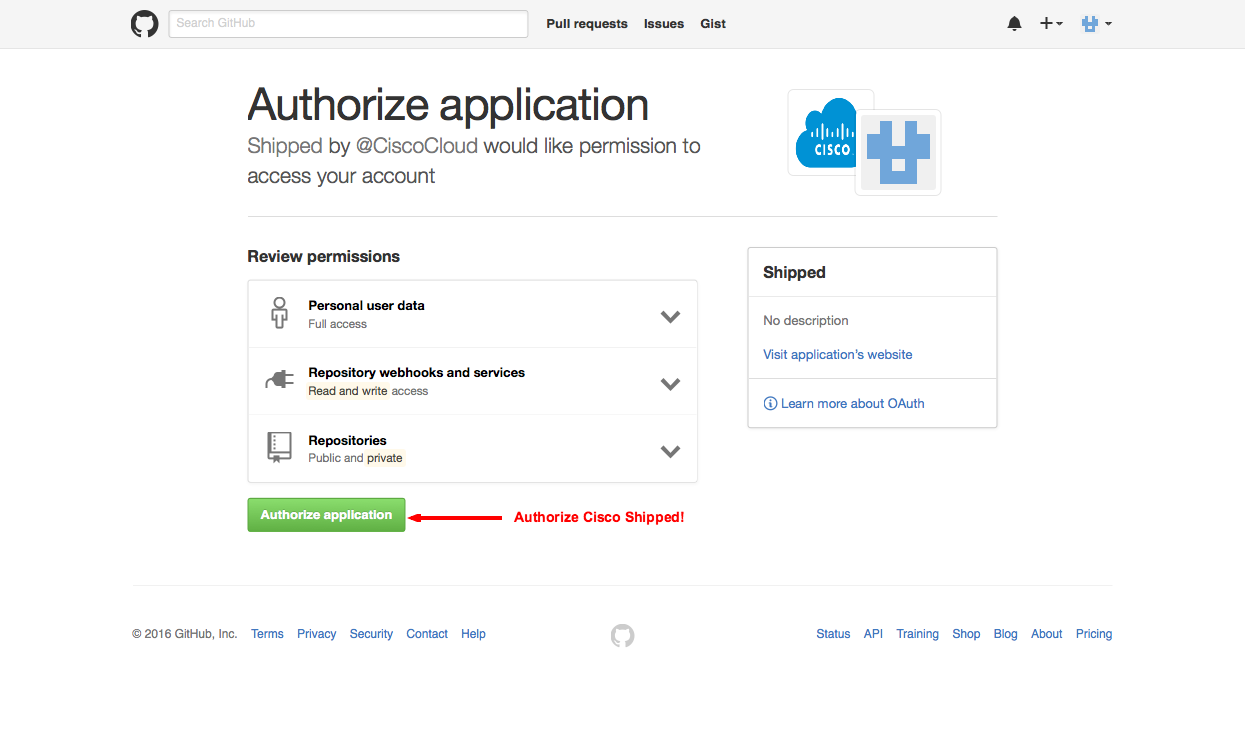 Search GitHub
Pull requests Issues Gist
Authorize application
Shipped by @CiscoCloud would like permission to
access your account
CISCO
Review permissions
Personal user data
Full access
Repository webhooks and services
Read and write access
Repositories
Public and private
Shipped
No description
Visit application's website
Learn more about OAuth
Authorize application
Authorize Cisco Shipped!
© 2016 GitHub, Inc. Terms Privacy Security Contact Help
Status API Training Shop Blog About Pricing